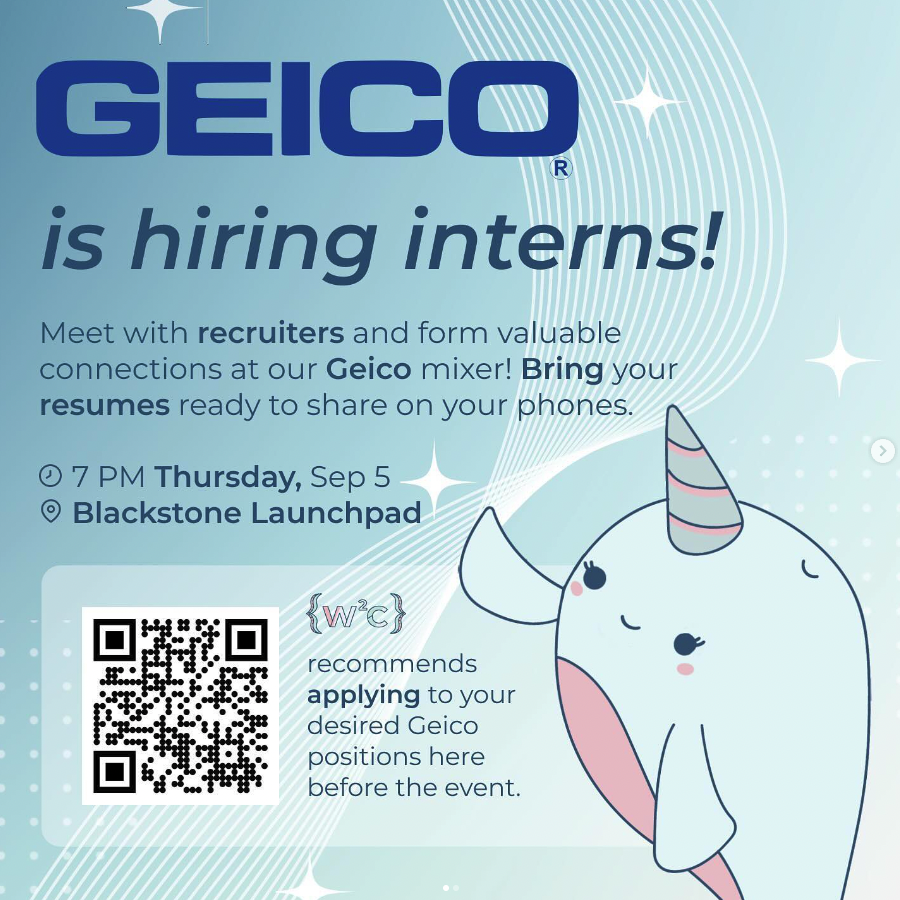 GEICO®
is hiring interns!
Meet with recruiters and form valuable
connections at our Geico mixer! Bring your
resumes ready to share on your phones.
7 PM Thursday, Sep 5
Blackstone Launchpad
{W²C}
recommends
applying to your
desired Geico
positions here
before the event.